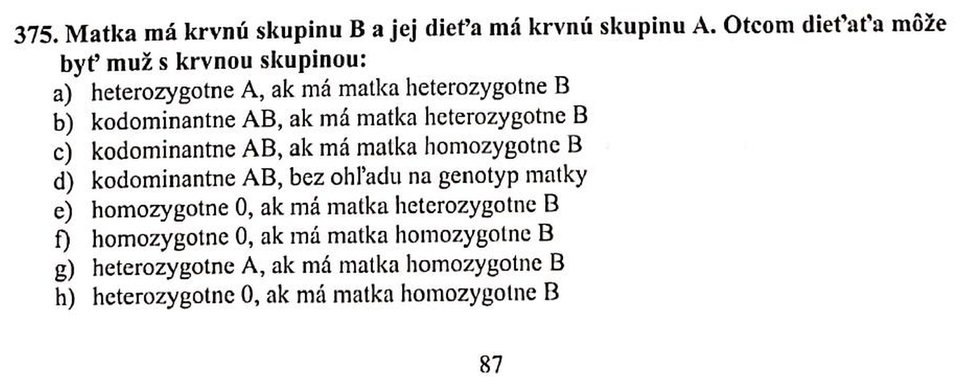 375. Matka má krvnú skupinu B a jej dieťa má krvnú skupinu A. Otcom dieťaťa môže
byť muž s krvnou skupinou:
a) heterozygotne A, ak má matka heterozygotne B
b) kodominantne AB, ak má matka heterozygotne B
c) kodominantne AB, ak má matka homozygotne B
d) kodominantne AB, bez ohľadu na genotyp matky
e) homozygotne 0, ak má matka heterozygotne B
f) homozygotne 0, ak má matka homozygotne B
g) heterozygotne A, ak má matka homozygotne B
h) heterozygotne 0, ak má matka homozygotne B
87